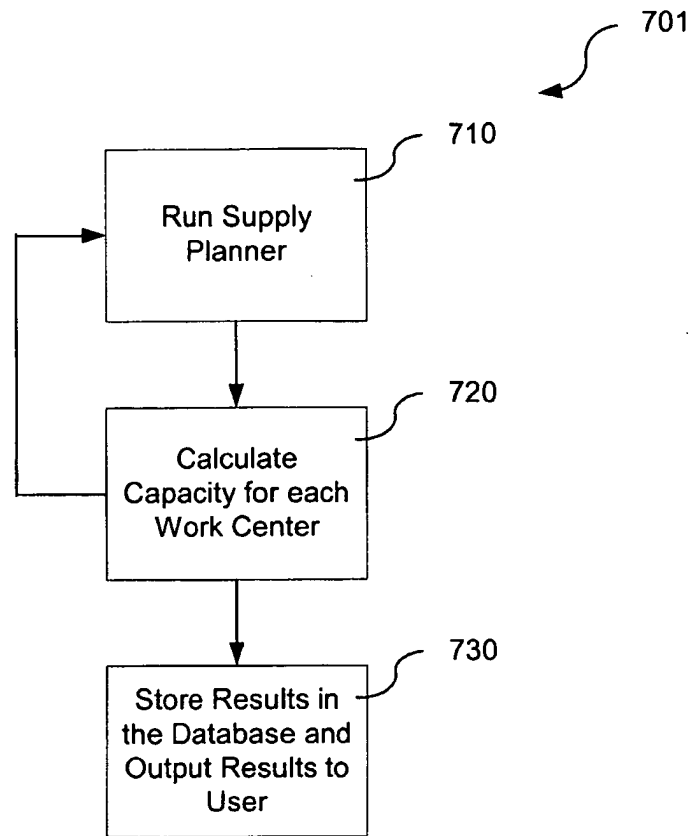 701
710
Run Supply
Planner
720
Calculate
Capacity for each
Work Center
730
Store Results in
the Database and
Output Results to
User